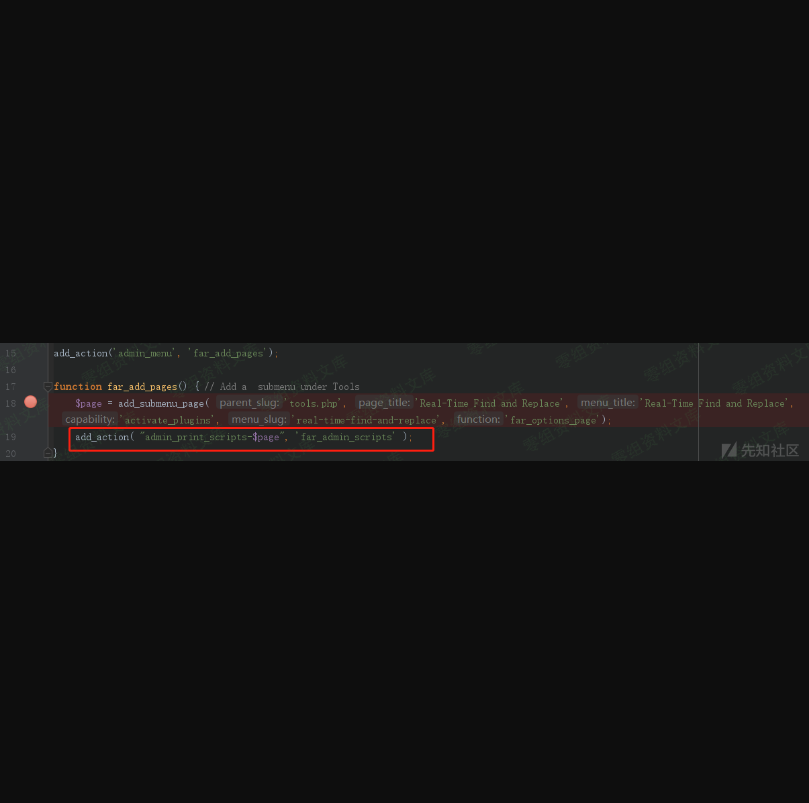 15 add_action('admin_menu', 'far_add_pages');
16
17 function far_add_pages() { // Add a submenu under Tools
18 $page = add_submenu_page( parent_slug: 'tools.php', page_title: 'Real-Time Find and Replace', menu_title: 'Real-Time Find and Replace',
capability: 'activate_plugins', menu_slug: 'real-time-find-and-replace', function: 'far_options_page');
19 add_action( "admin_print_scripts-$page", 'far_admin_scripts' );
20 }
先知社区